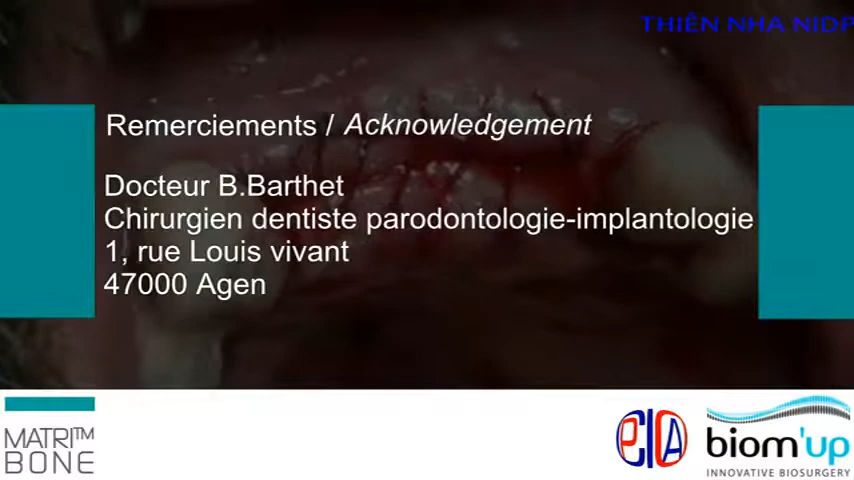 THIÊN NHA NIDP
Remerciements / Acknowledgement
Docteur B.Barthet
Chirurgien dentiste parodontologie-implantologie
1, rue Louis vivant
47000 Agen
MATRI™
BONE
PICA
biom'up
INNOVATIVE BIOSURGERY